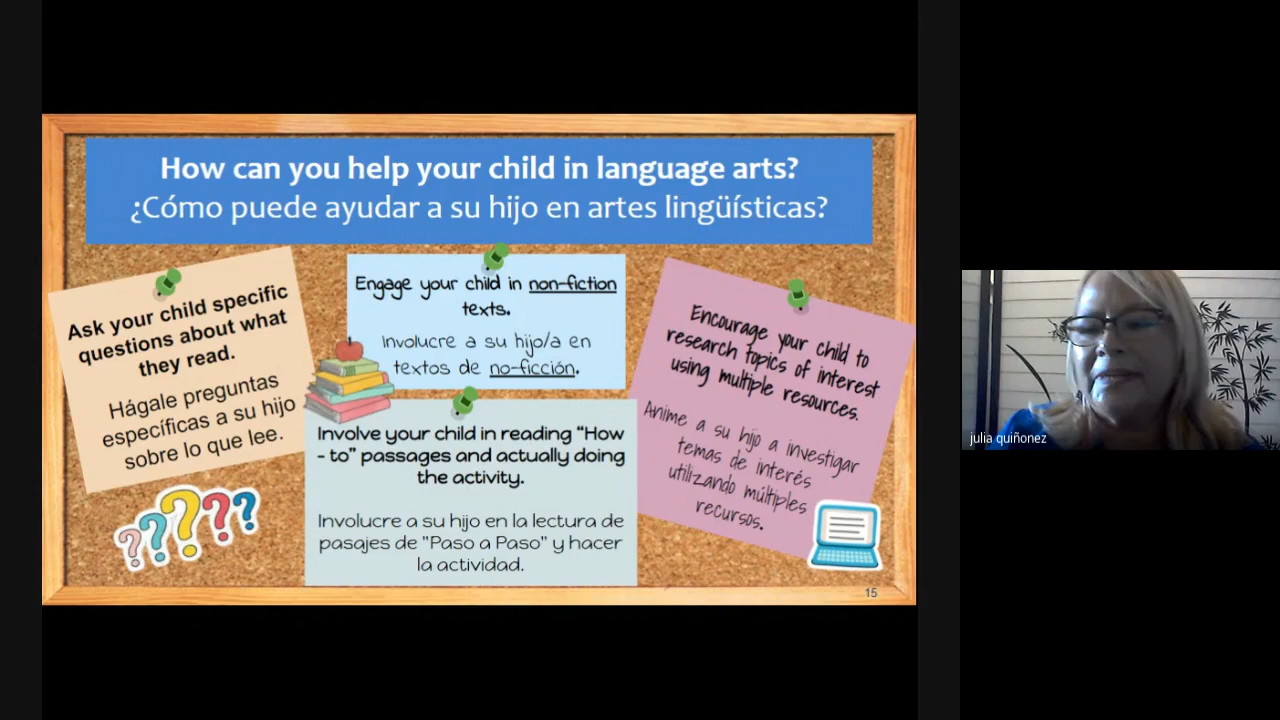 How can you help your child in language arts?
¿Cómo puede ayudar a su hijo en artes lingüísticas?
Ask your child specific
questions about what
they read.
Hágale preguntas
específicas a su hijo
sobre lo que lee.
Engage your child in non-fiction
texts.
Involucre a su hijo/a en
textos de no-ficción.
Involve your child in reading "How
- to" passages and actually doing
the activity.
Involucre a su hijo en la lectura de
pasajes de "Paso a Paso" y hacer
la actividad.
Encourage your child to
research topics of interest
using multiple resources.
Anime a su hijo a investigar
temas de interés
utilizando múltiples
recursos.
15
julia quiñonez